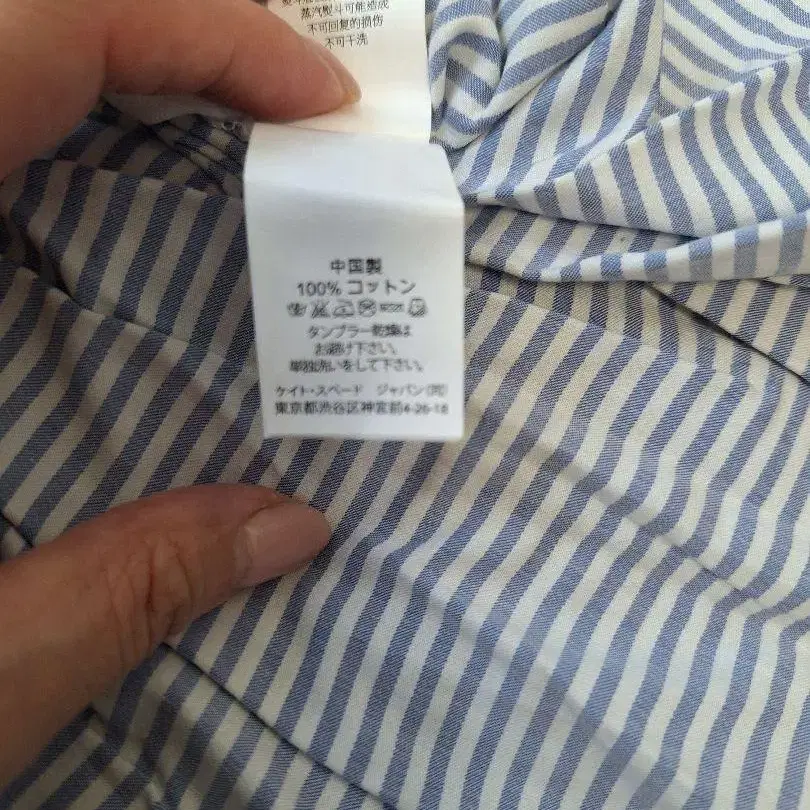 蒸汽熨斗可能造成
不可回复的损伤
不可干洗
中国製
100% コットン
タンブラー乾燥は
お避け下さい。
単独洗いをして下さい。
ケイト・スペード ジャパン(同)
東京都渋谷区神宮前4-26-18